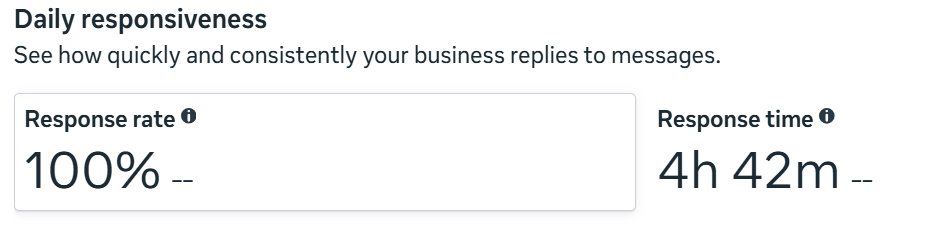 Daily responsiveness
See how quickly and consistently your business replies to messages.
Response rate
100% --
Response time
4h 42m --